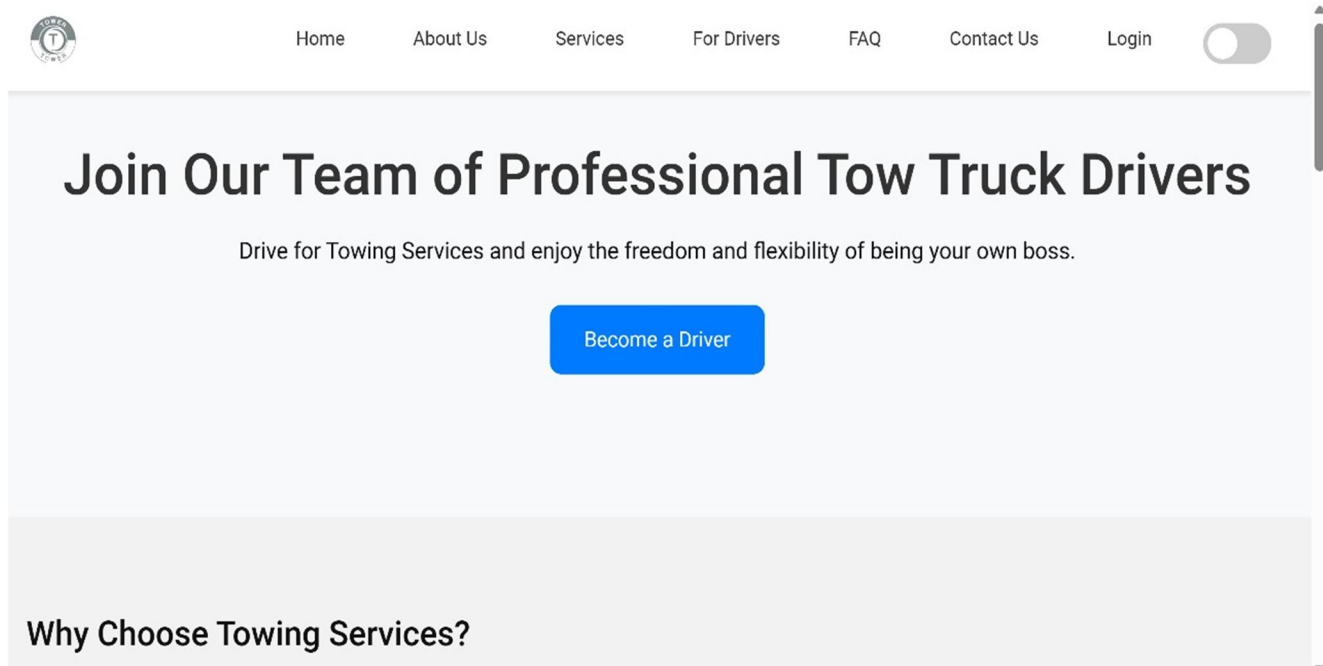 TOWER
T
TOWER
Home
About Us
Services
For Drivers
FAQ
Contact Us
Login
Join Our Team of Professional Tow Truck Drivers
Drive for Towing Services and enjoy the freedom and flexibility of being your own boss.
Become a Driver
Why Choose Towing Services?